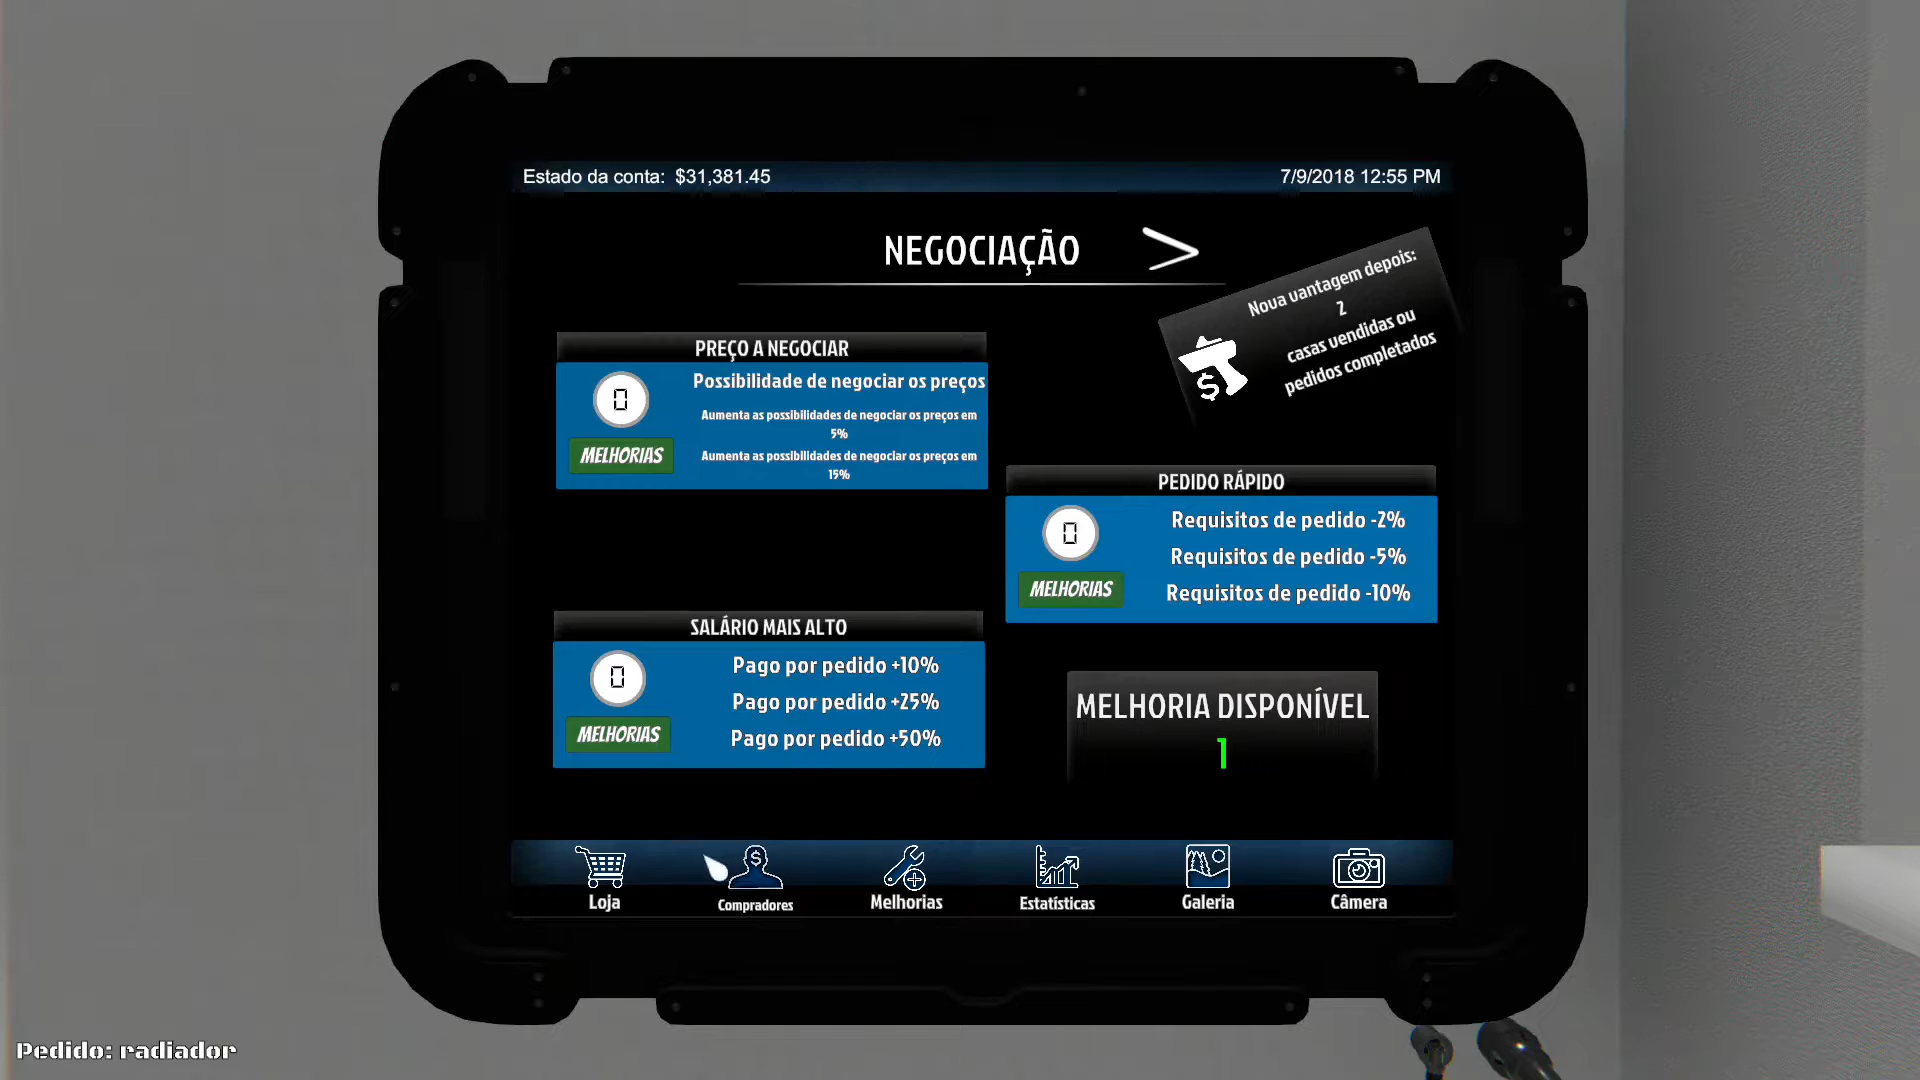 Estado da conta: $31,381.45
7/9/2018 12:55 PM
NEGOCIAÇÃO >
Nova vantagem depois:
2
casas vendidas ou
pedidos completados
PREÇO A NEGOCIAR
0
MELHORIAS
Possibilidade de negociar os preços
Aumenta as possibilidades de negociar os preços em
5%
Aumenta as possibilidades de negociar os preços em
15%
PEDIDO RÁPIDO
0
MELHORIAS
Requisitos de pedido -2%
Requisitos de pedido -5%
Requisitos de pedido -10%
SALÁRIO MAIS ALTO
0
MELHORIAS
Pago por pedido +10%
Pago por pedido +25%
Pago por pedido +50%
MELHORIA DISPONÍVEL
1
Loja
Compradores
Melhorias
Estatísticas
Galeria
Câmera
Pedido: radiador